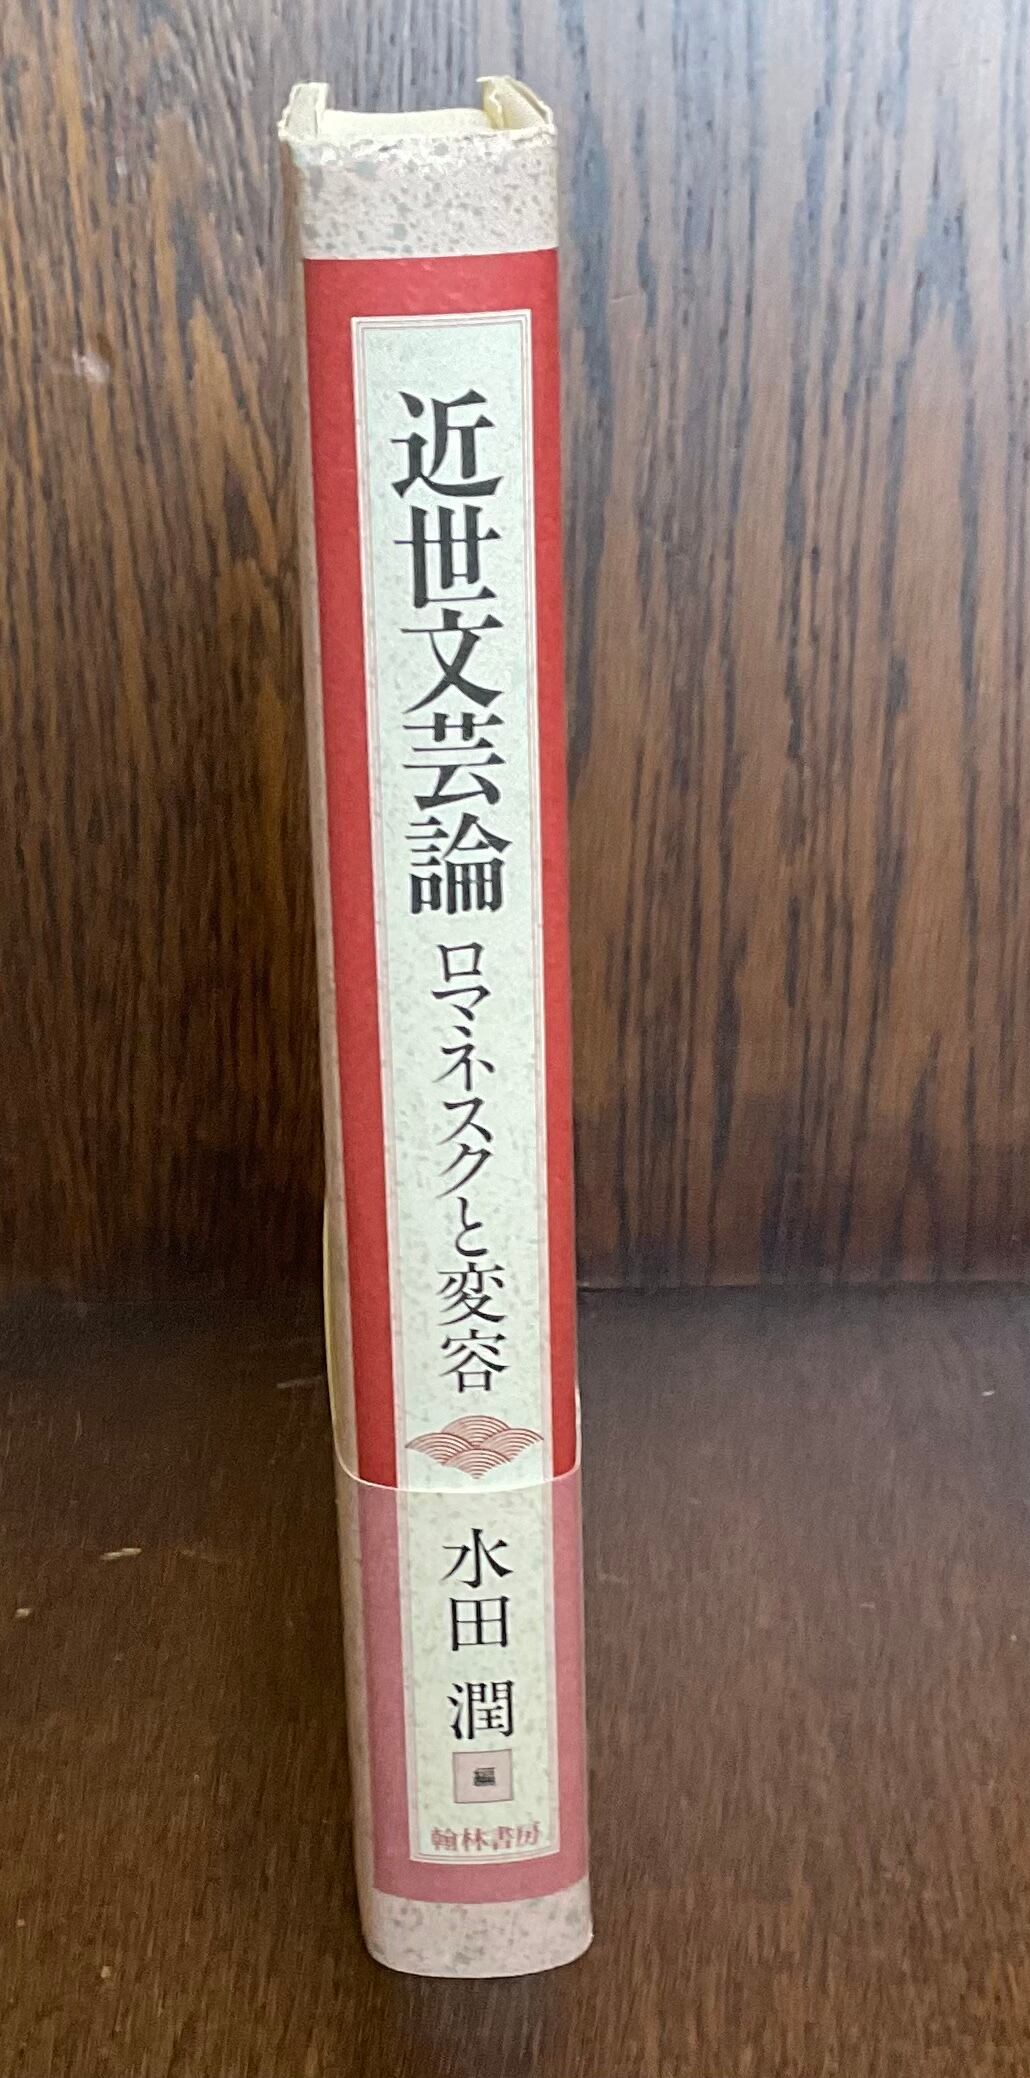 近世文芸論
ロマネスクと変容
水田 潤
編
翰林書房